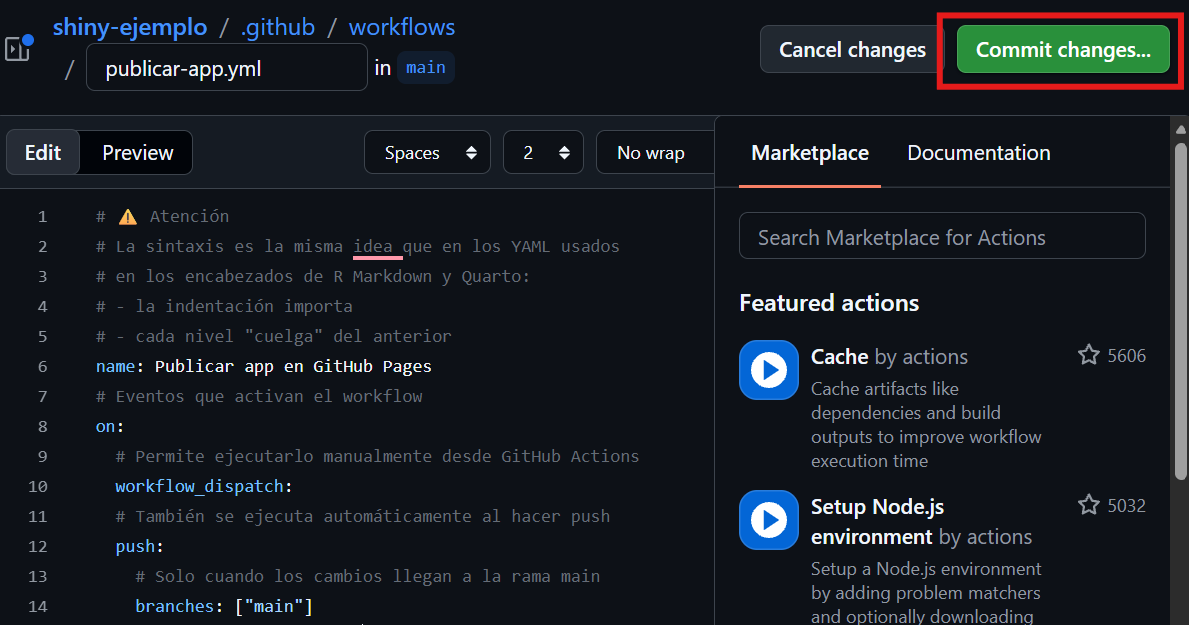 shiny-ejemplo / .github / workflows
/ publicar-app.yml in main
Cancel changes
Commit changes...
Edit Preview
Spaces 2 No wrap
1 # ⚠️ Atención
2 # La sintaxis es la misma idea que en los YAML usados
3 # en los encabezados de R Markdown y Quarto:
4 # - la indentación importa
5 # - cada nivel "cuelga" del anterior
6 name: Publicar app en GitHub Pages
7 # Eventos que activan el workflow
8 on:
9 # Permite ejecutarlo manualmente desde GitHub Actions
10 workflow_dispatch:
11 # También se ejecuta automáticamente al hacer push
12 push:
13 # Solo cuando los cambios llegan a la rama main
14 branches: ["main"]
Marketplace Documentation
Search Marketplace for Actions
Featured actions
Cache by actions 5606
Cache artifacts like
dependencies and build
outputs to improve workflow
execution time
Setup Node.js 5032
environment by actions
Setup a Node.js environment
by adding problem matchers
and optionally downloading